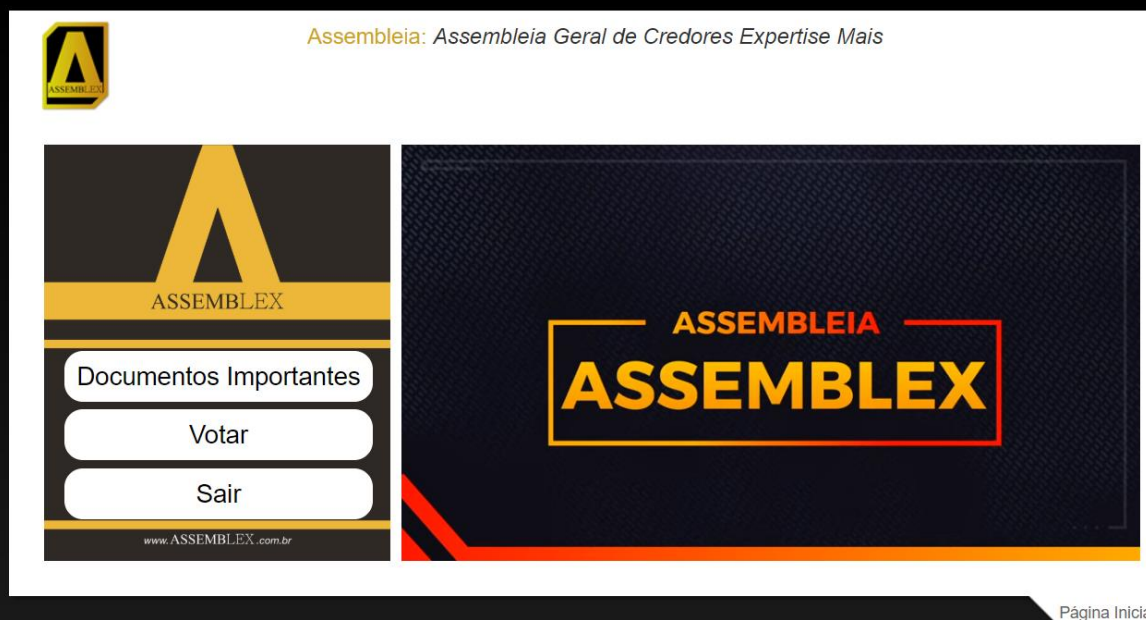 Assembleia: Assembleia Geral de Credores Expertise Mais
ASSEMBLEX
ASSEMBLEX
Documentos Importantes
Votar
Sair
www.ASSEMBLEX.com.br
ASSEMBLEIA
ASSEMBLEX
Página Inicia